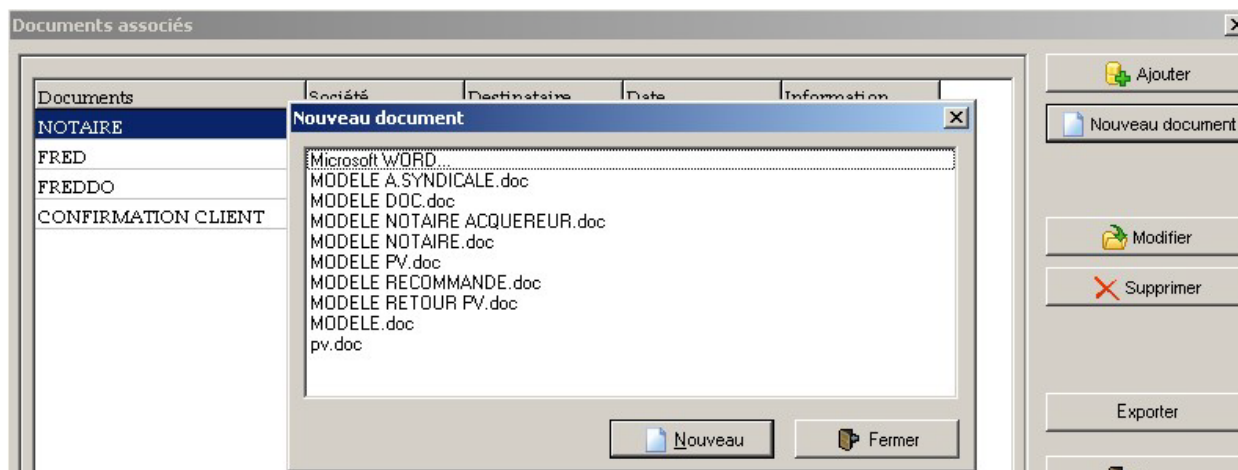 Documents associés
Documents Société Destinataire Date Information
NOTAIRE
FRED
FREDDO
CONFIRMATION CLIENT
Nouveau document
Microsoft WORD...
MODELE A.SYNDICALE.doc
MODELE DOC.doc
MODELE NOTAIRE ACQUEREUR.doc
MODELE NOTAIRE.doc
MODELE PV.doc
MODELE RECOMMANDE.doc
MODELE RETOUR PV.doc
MODELE.doc
pv.doc
Nouveau
Fermer
Ajouter
Nouveau document
Modifier
Supprimer
Exporter